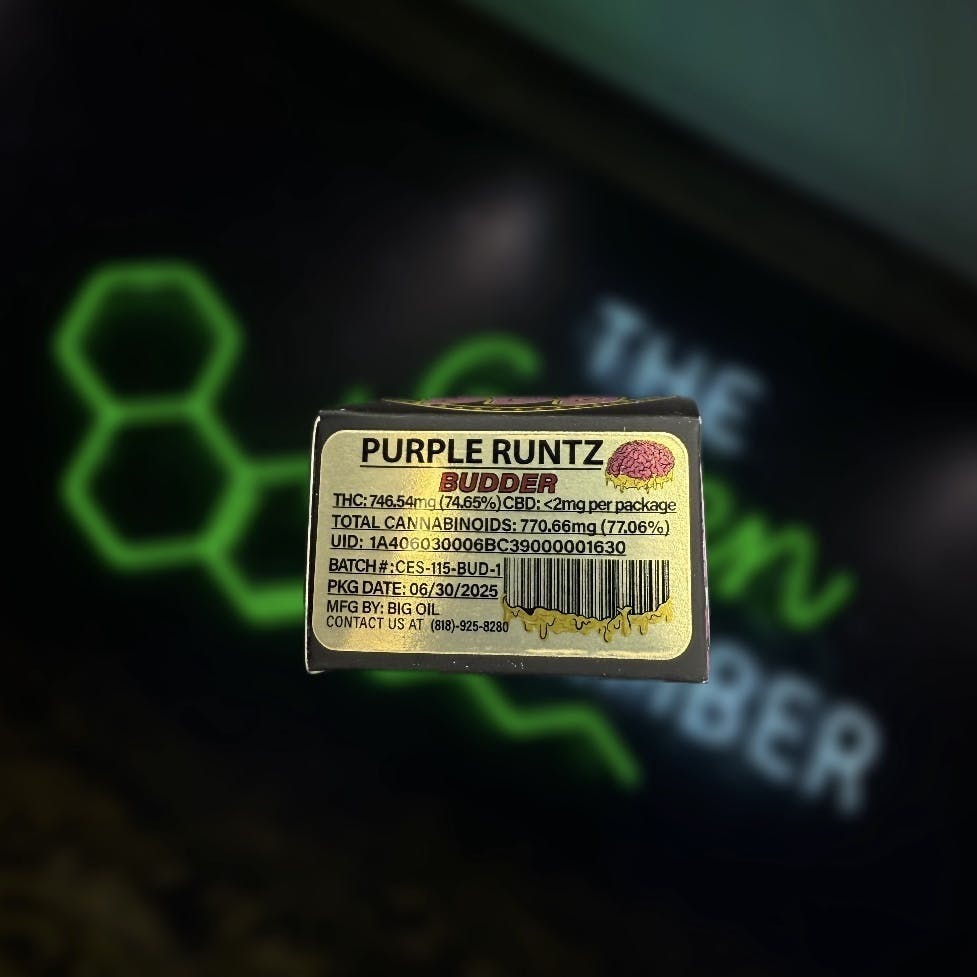 THE
PURPLE RUNTZ
BUDDER
THC: 746.54mg (74.65%) CBD: <2mg per package
TOTAL CANNABINOIDS: 770.66mg (77.06%)
UID: 1A406030006BC39000001630
BATCH #:CES-115-BUD-1
PKG DATE: 06/30/2025
MFG BY: BIG OIL
CONTACT US AT (818)-925-8280